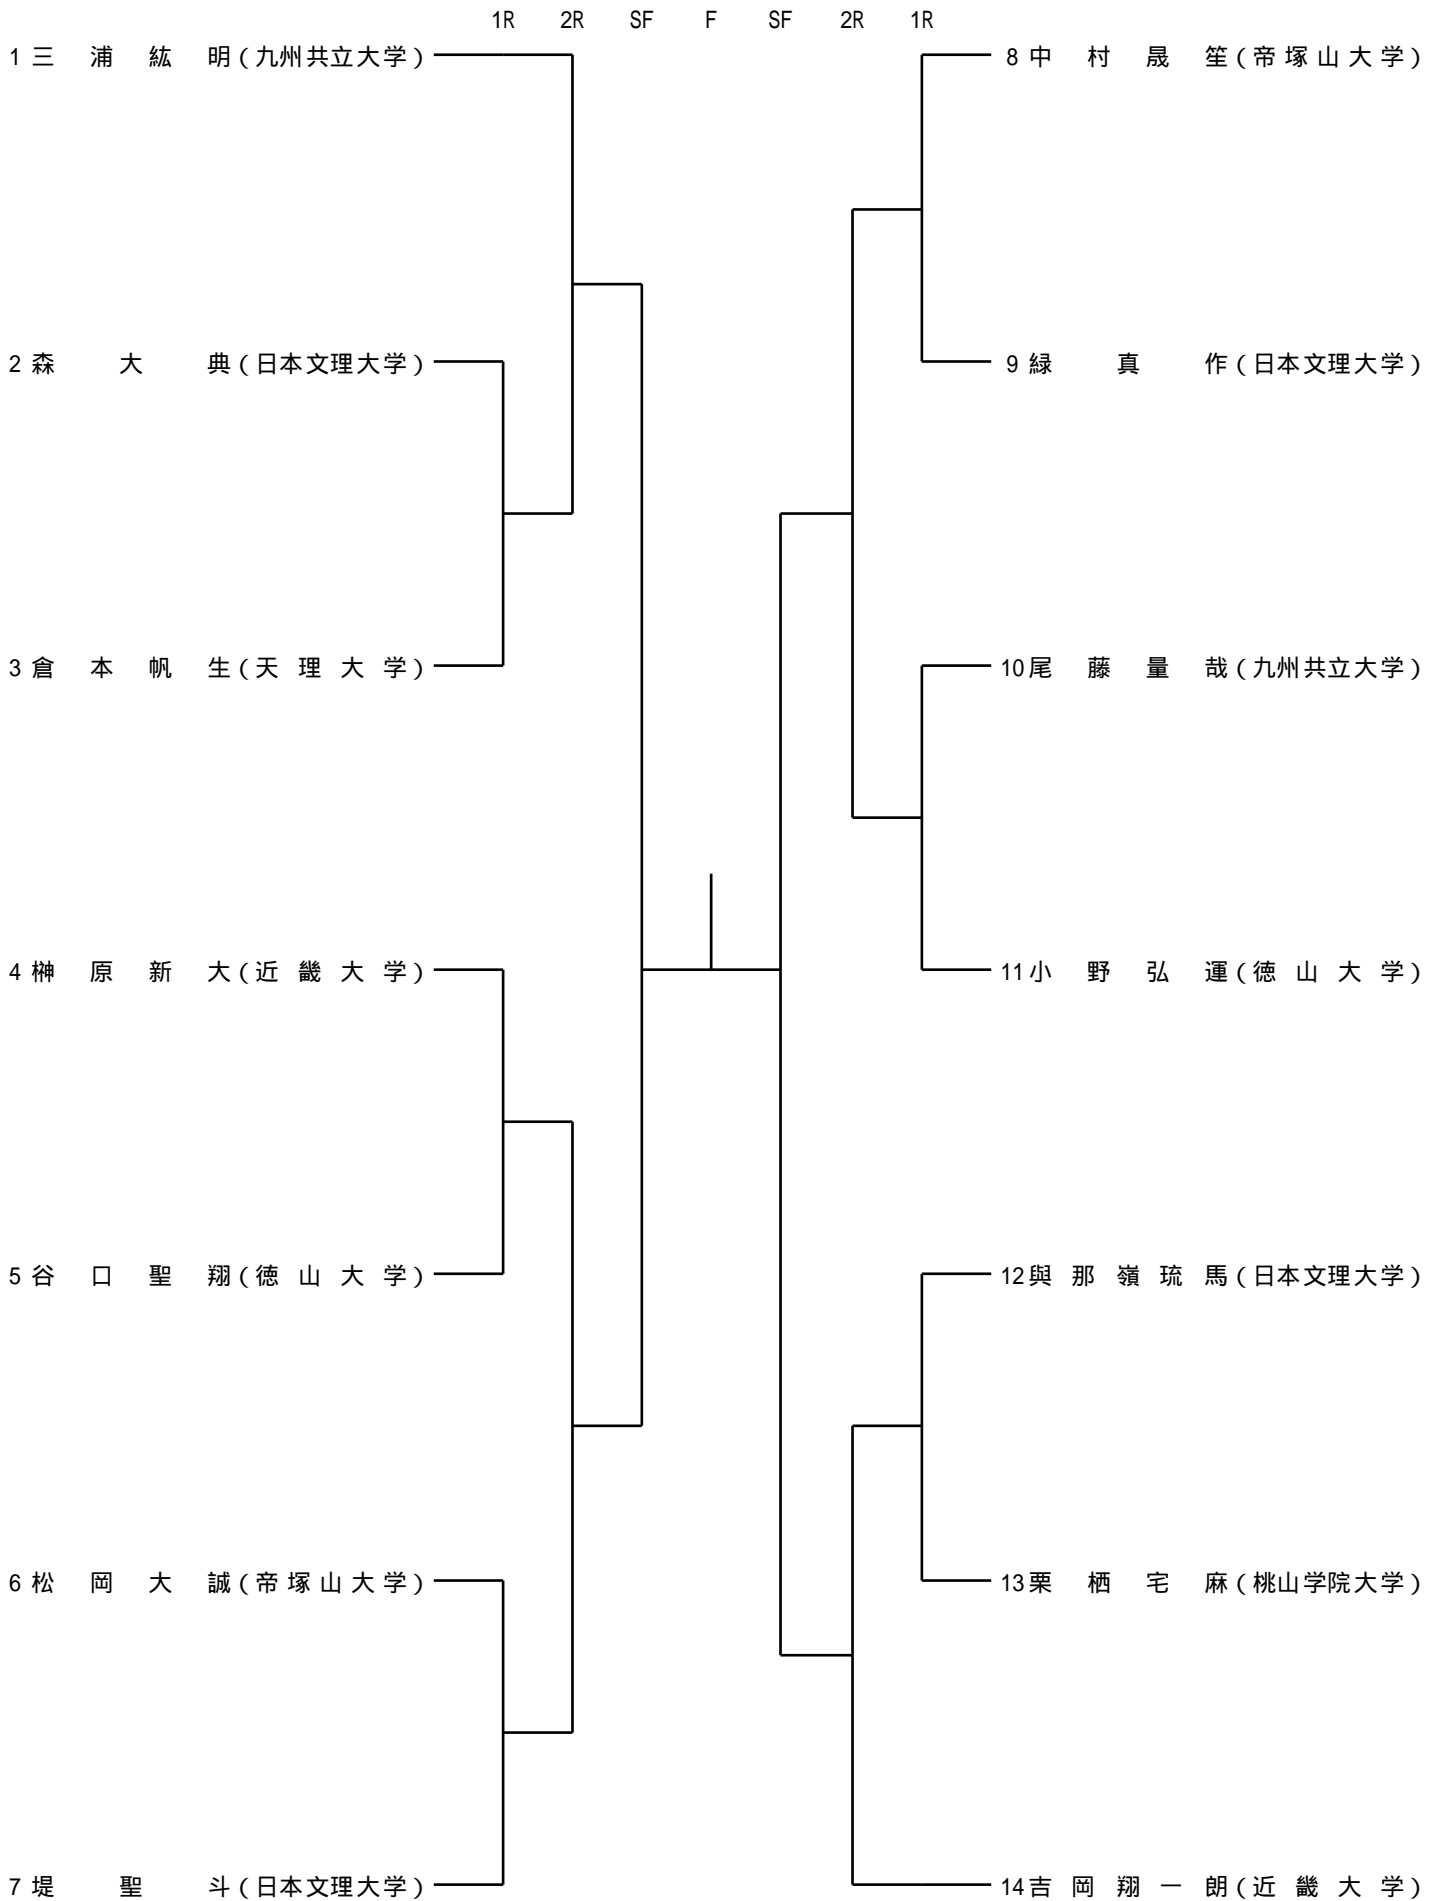 1R 2R SF F SF 2R 1R
1 三浦紘明(九州共立大学)
2 森大典(日本文理大学)
3 倉本帆生(天理大学)
4 榊原新大(近畿大学)
5 谷口聖翔(徳山大学)
6 松岡大誠(帝塚山大学)
7 堤聖斗(日本文理大学)
8 中村晟笙(帝塚山大学)
9 緑真作(日本文理大学)
10 尾藤量哉(九州共立大学)
11 小野弘運(徳山大学)
12 與那嶺琉馬(日本文理大学)
13 栗栖宅麻(桃山学院大学)
14 吉岡翔一朗(近畿大学)